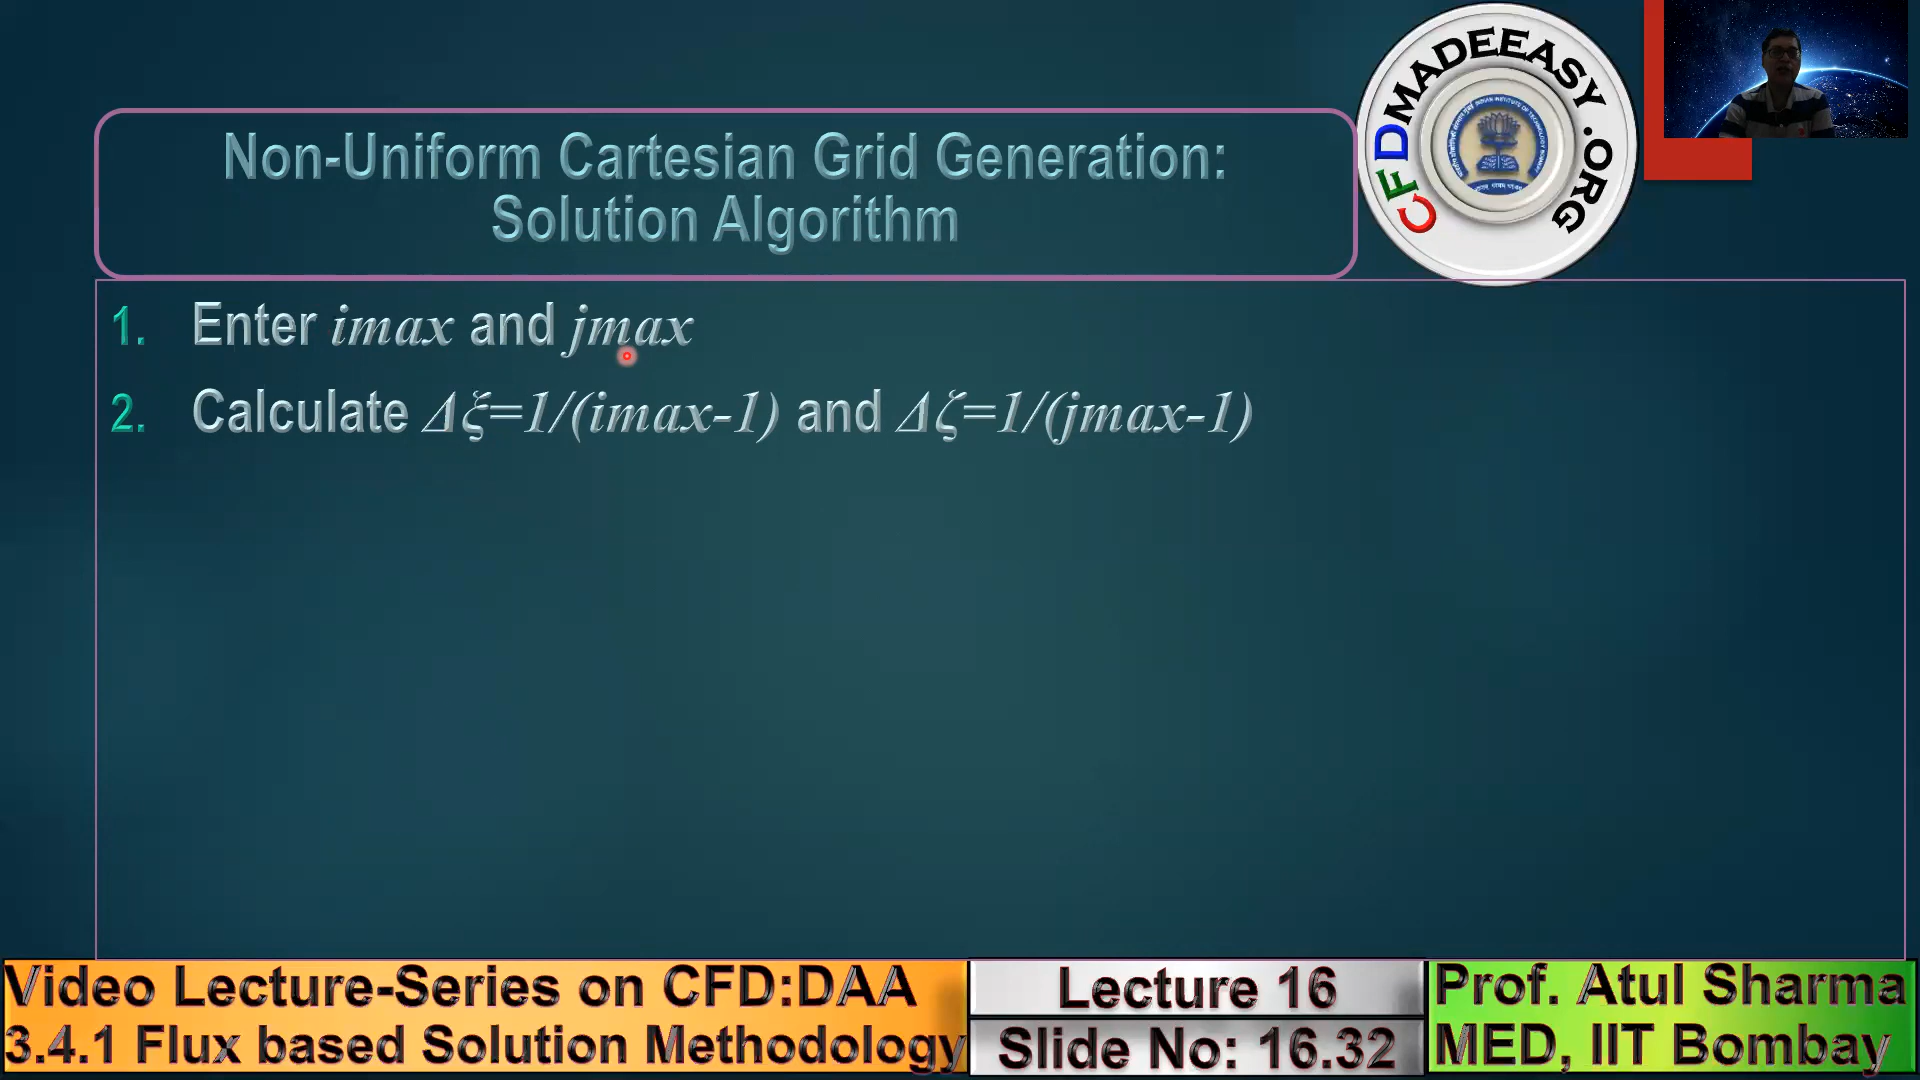 CFDMADEEASY.ORG
Non-Uniform Cartesian Grid Generation:
Solution Algorithm
1. Enter imax and jmax
2. Calculate Δξ=1/(imax-1) and Δζ=1/(jmax-1)
Video Lecture-Series on CFD:DAA
3.4.1 Flux based Solution Methodology
Lecture 16
Slide No: 16.32
Prof. Atul Sharma
MED, IIT Bombay